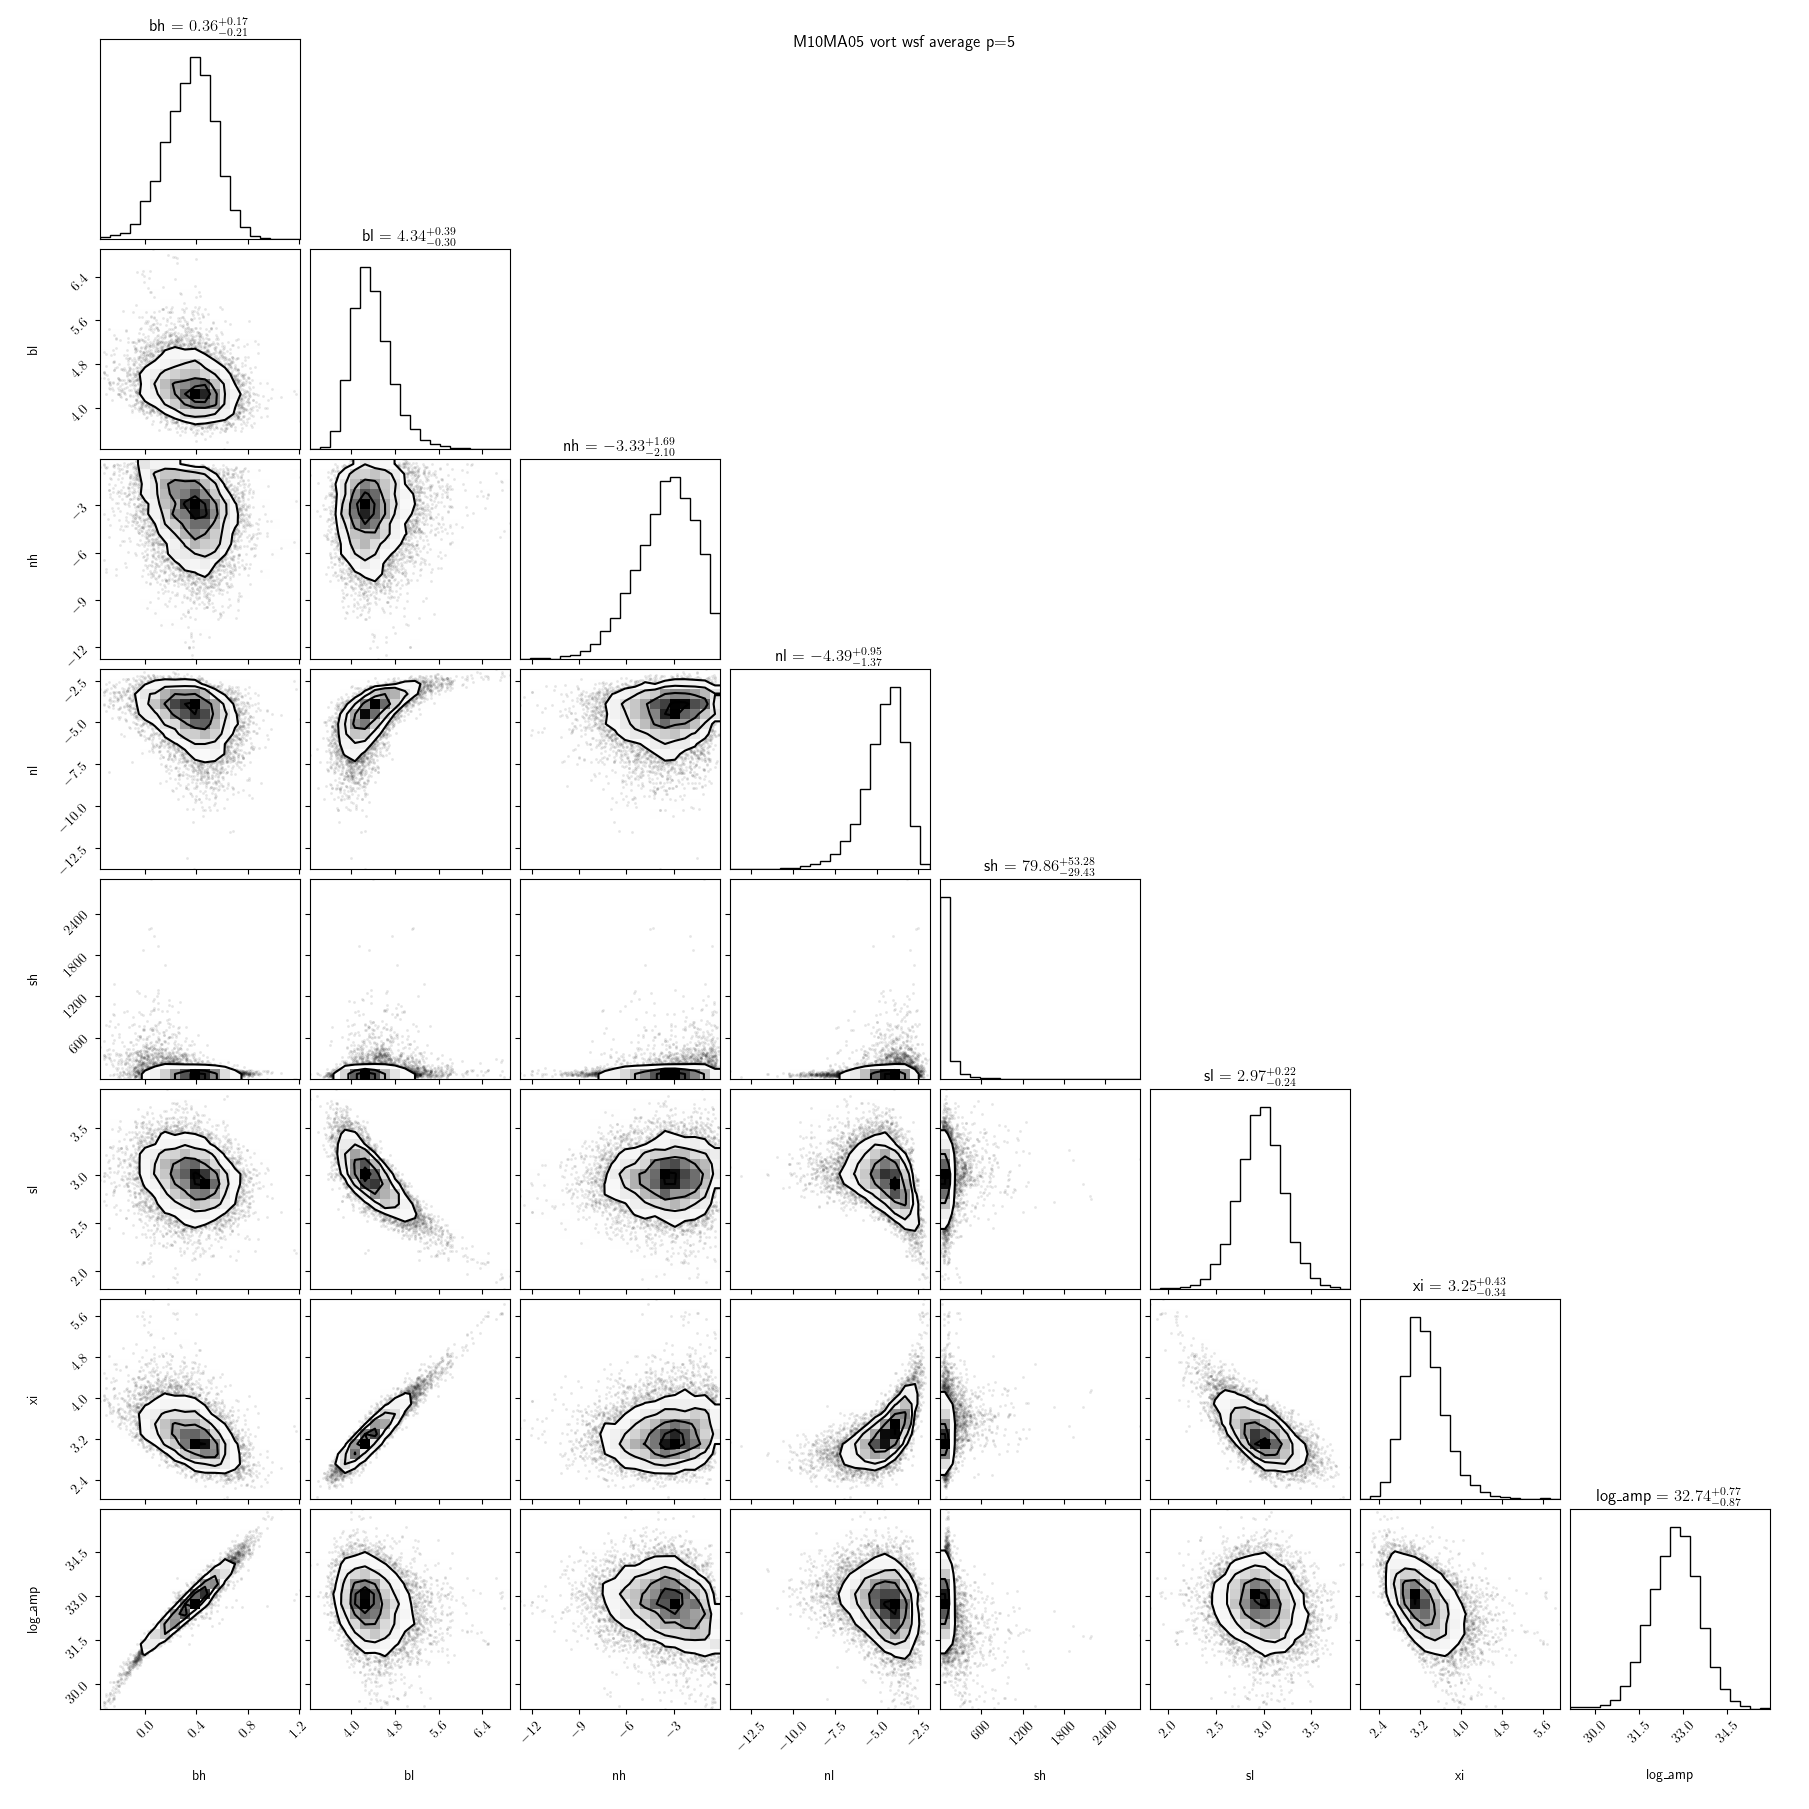 bh = 0.36+0.17−0.21
M10MA05 vort wsf average p=5
bl = 4.34+0.39−0.30
6.4
5.6
4.8
4.0
bl
nh = −3.33+1.69−2.10
−3
−6
−9
−12
nh
nl = −4.39+0.95−1.37
−2.5
−5.0
−7.5
−10.0
−12.5
nl
sh = 79.86+53.28−29.43
2400
1800
1200
600
sh
sl = 2.97+0.22−0.24
3.5
3.0
2.5
2.0
sl
xi = 3.25+0.43−0.34
5.6
4.8
4.0
3.2
2.4
xi
log_amp = 32.74+0.77−0.87
34.5
33.0
31.5
30.0
log_amp
0.0 0.4 0.8 1.2 4.0 4.8 5.6 6.4 −12 −9 −6 −3 −12.5 −10.0 −7.5 −5.0 −2.5 600 1200 1800 2400 2.0 2.5 3.0 3.5 2.4 3.2 4.0 4.8 5.6 30.0 31.5 33.0 34.5
bh bl nh nl sh sl xi log_amp